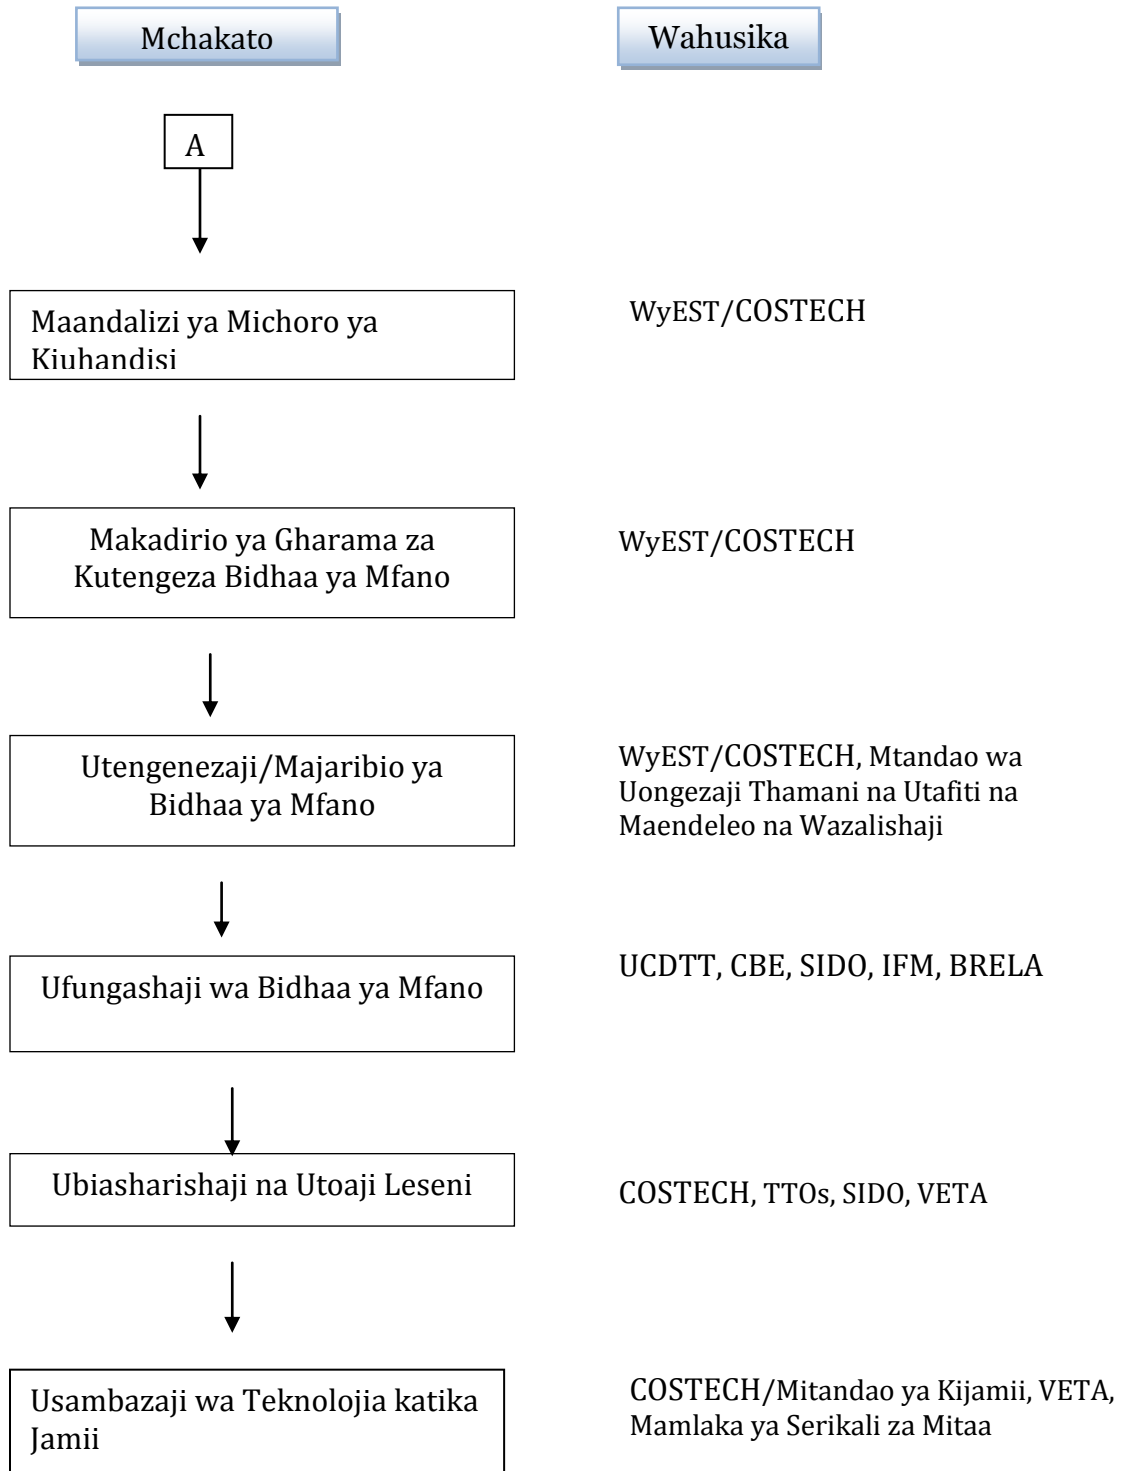 Mchakato
Wahusika
A
Maandalizi ya Michoro ya
Kiuhandisi
WyEST/COSTECH
Makadirio ya Gharama za
Kutengeza Bidhaa ya Mfano
WyEST/COSTECH
Utengenezaji/Majaribio ya
Bidhaa ya Mfano
WyEST/COSTECH, Mtandao wa
Uongezaji Thamani na Utafiti na
Maendeleo na Wazalishaji
Ufungashaji wa Bidhaa ya Mfano
UCDTT, CBE, SIDO, IFM, BRELA
Ubiasharishaji na Utoaji Leseni
COSTECH, TTOs, SIDO, VETA
Usambazaji wa Teknolojia katika
Jamii
COSTECH/Mitandao ya Kijamii, VETA,
Mamlaka ya Serikali za Mitaa